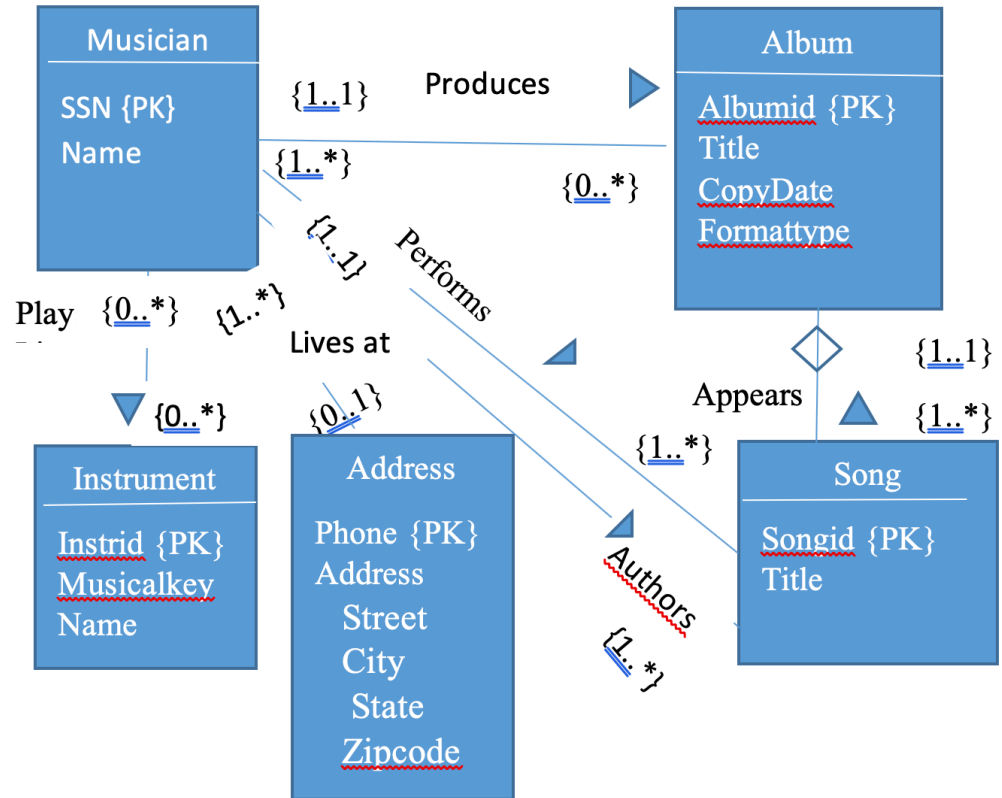 Musician
SSN {PK}
Name
{1..1}
Produces
{1..*}
{0..*}
Album
Albumid {PK}
Title
CopyDate
Formattype
{1..1}
Performs
Play
{0..*}
{1..*}
Lives at
{0..1}
{0..*}
Appears
{1..1}
{1..*}
{1..*}
Instrument
Instrid {PK}
Musicalkey
Name
Address
Phone {PK}
Address
Street
City
State
Zipcode
Authors
{1..*}
Song
Songid {PK}
Title